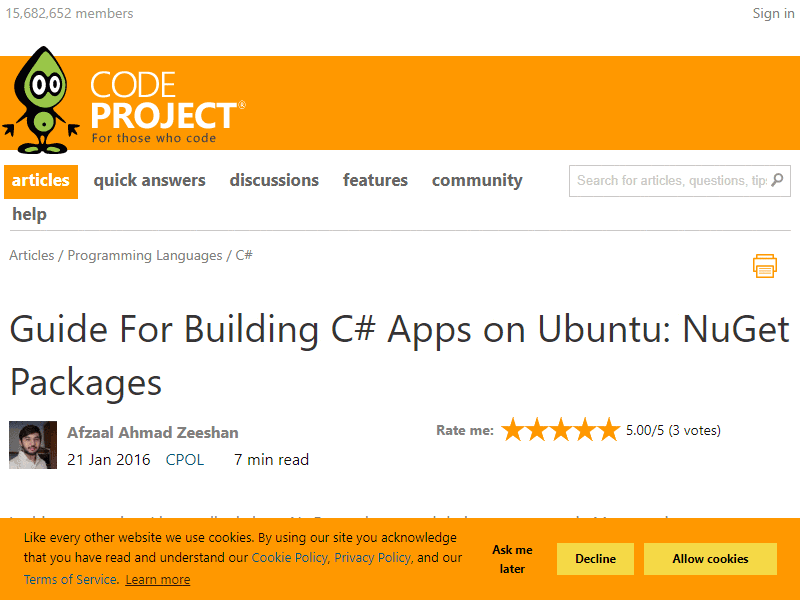 15,682,652 members
Sign in
CODE
PROJECT®
For those who code
articles quick answers discussions features community
Search for articles, questions, tips
help
Articles / Programming Languages / C#
Guide For Building C# Apps on Ubuntu: NuGet
Packages
Afzaal Ahmad Zeeshan
Rate me: 5.00/5 (3 votes)
21 Jan 2016 CPOL 7 min read
Like every other website we use cookies. By using our site you acknowledge
that you have read and understand our Cookie Policy, Privacy Policy, and our
Terms of Service. Learn more
Ask me
later
Decline
Allow cookies